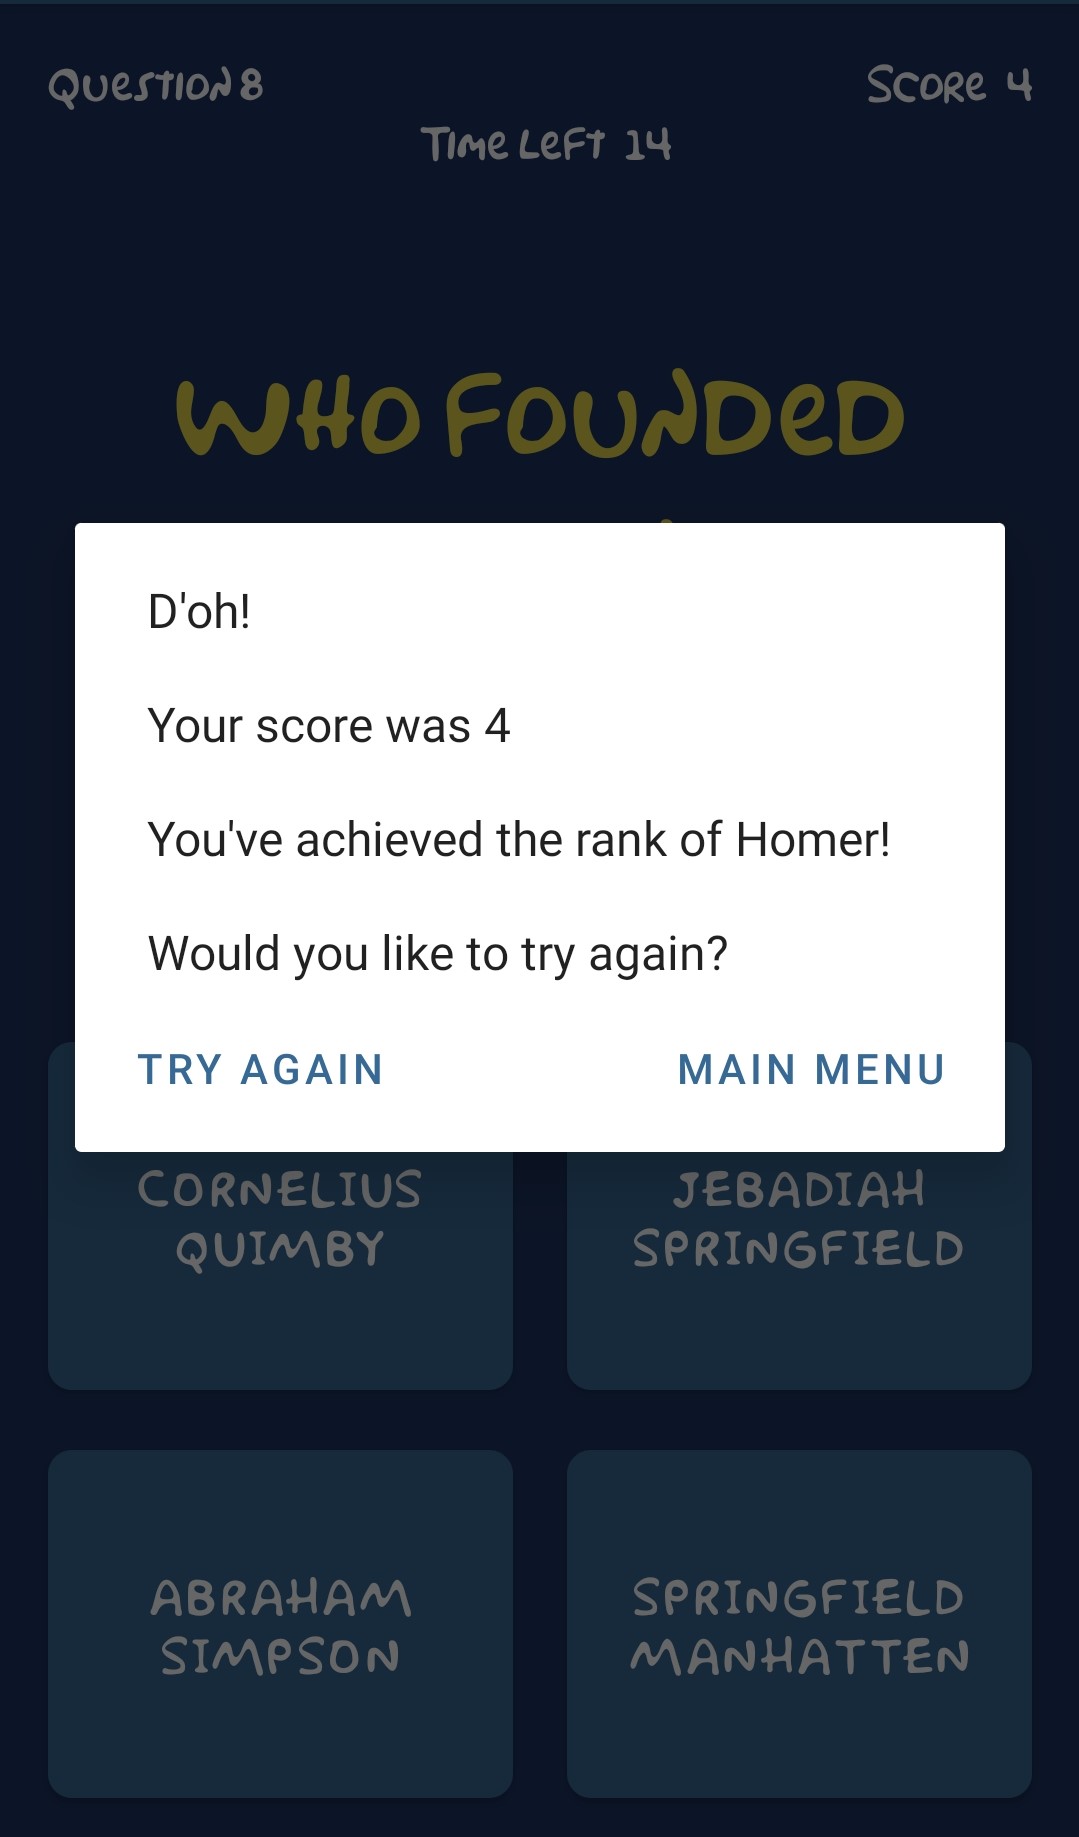 Question 8
Score 4
Time Left 14
Who Founded
D'oh!
Your score was 4
You've achieved the rank of Homer!
Would you like to try again?
TRY AGAIN
MAIN MENU
CORNELIUS
QUIMBY
JEBADIAH
SPRINGFIELD
ABRAHAM
SIMPSON
SPRINGFIELD
MANHATTEN